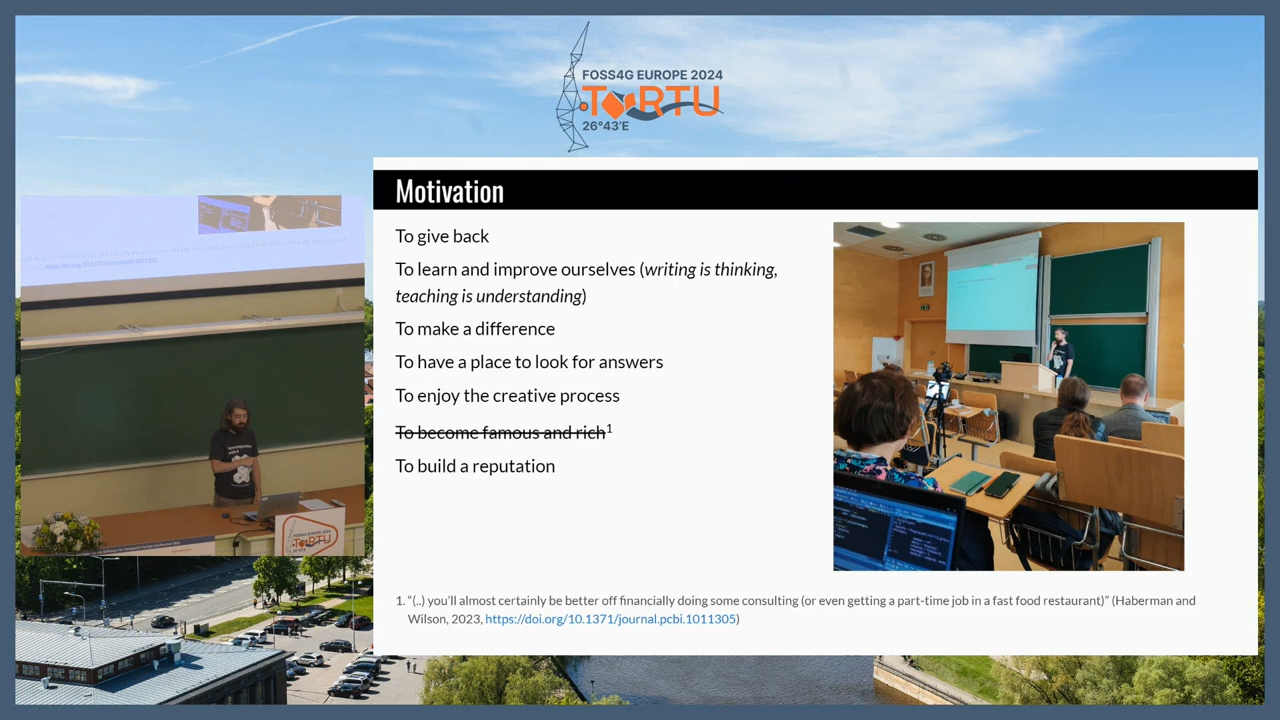 FOSS4G EUROPE 2024
TORTU
26°43'E
Motivation
To give back
To learn and improve ourselves (writing is thinking,
teaching is understanding)
To make a difference
To have a place to look for answers
To enjoy the creative process
To become famous and rich1
To build a reputation
1. “(..) you’ll almost certainly be better off financially doing some consulting (or even getting a part-time job in a fast food restaurant)” (Haberman and
Wilson, 2023, https://doi.org/10.1371/journal.pcbi.1011305)